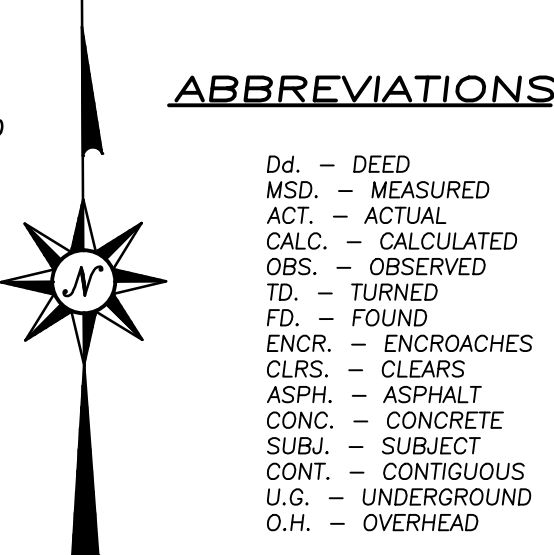 ABBREVIATIONS
Dd. – DEED
MSD. – MEASURED
ACT. – ACTUAL
CALC. – CALCULATED
OBS. – OBSERVED
TD. – TURNED
FD. – FOUND
ENCR. – ENCROACHES
CLRS. – CLEARS
ASPH. – ASPHALT
CONC. – CONCRETE
SUBJ. – SUBJECT
CONT. – CONTIGUOUS
U.G. – UNDERGROUND
O.H. – OVERHEAD
N